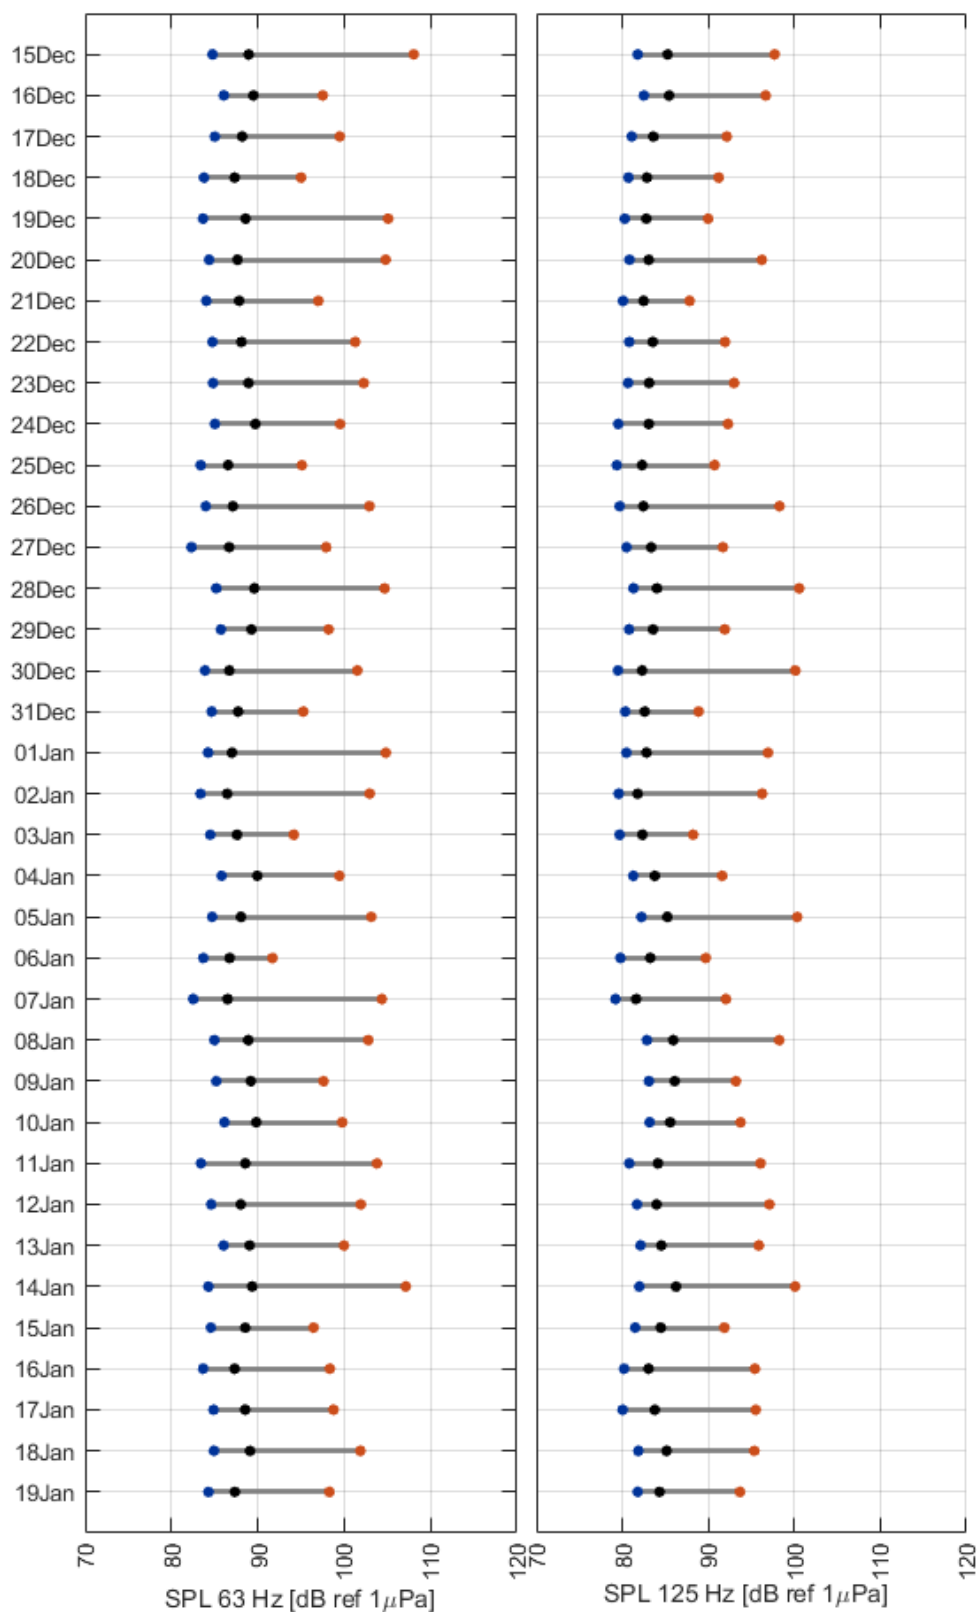 15Dec
16Dec
17Dec
18Dec
19Dec
20Dec
21Dec
22Dec
23Dec
24Dec
25Dec
26Dec
27Dec
28Dec
29Dec
30Dec
31Dec
01Jan
02Jan
03Jan
04Jan
05Jan
06Jan
07Jan
08Jan
09Jan
10Jan
11Jan
12Jan
13Jan
14Jan
15Jan
16Jan
17Jan
18Jan
19Jan
70 80 90 100 110 120 70 80 90 100 110 120
SPL 63 Hz [dB ref 1μPa] SPL 125 Hz [dB ref 1μPa]